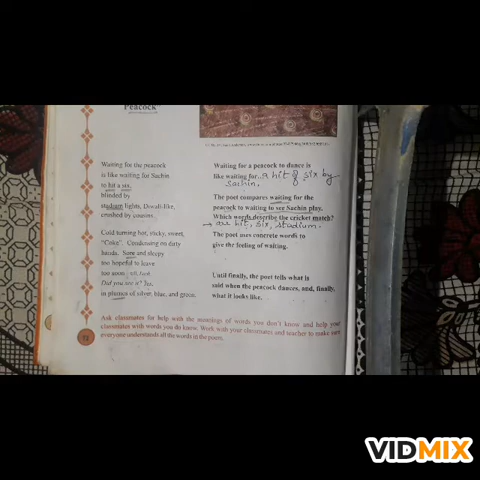 Peacock
Waiting for the peacock
is like waiting for Sachin
to hit a six,
blinded by
stadium lights, Diwali-like,
crushed by cousins.
Cold turning hot, sticky, sweet,
"Coke". Condensing on dirty
hands. Sore and sleepy
too hopeful to leave
too soon
Did you see it? Yes,
in plumes of silver, blue, and green.
Waiting for a peacock to dance is
like waiting for a hit of six by
Sachin.
The poet compares waiting for the
peacock to waiting to see Sachin play.
Which words describe the cricket match?
→ are hit, six, stadium.
The poet uses concrete words to
give the feeling of waiting.
Until finally, the poet tells what is
said when the peacock dances, and, finally,
what it looks like.
Ask classmates for help with the meanings of words you don't know and help your
classmates with words you do know. Work with your classmates and teacher to make sure
everyone understands all the words in the poem.
72
VIDMIX